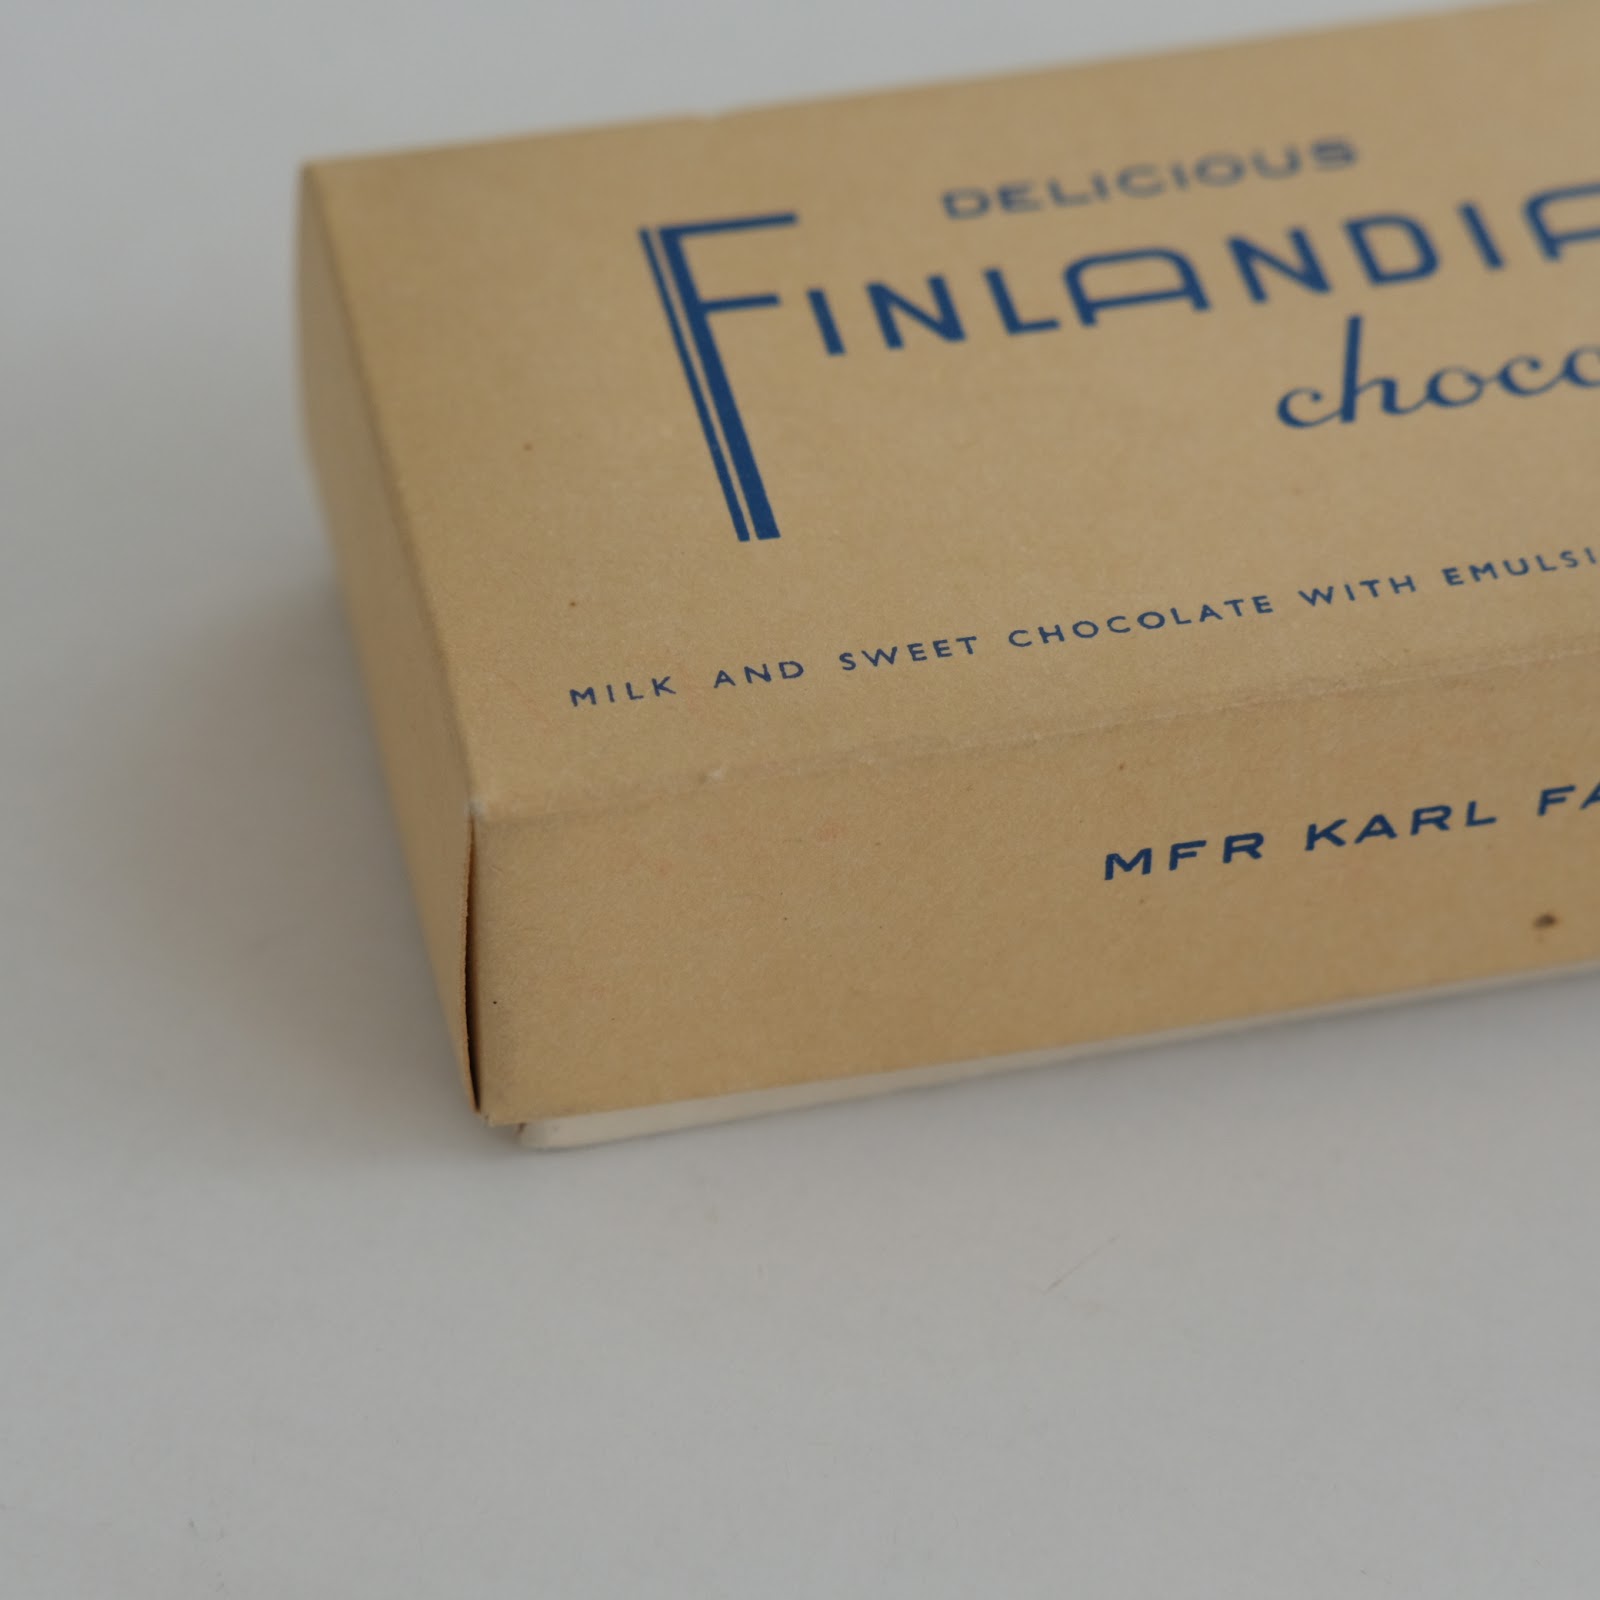 DELICIOUS
FINLANDIA
choco
MILK AND SWEET CHOCOLATE WITH EMULSI
MFR KARL FA